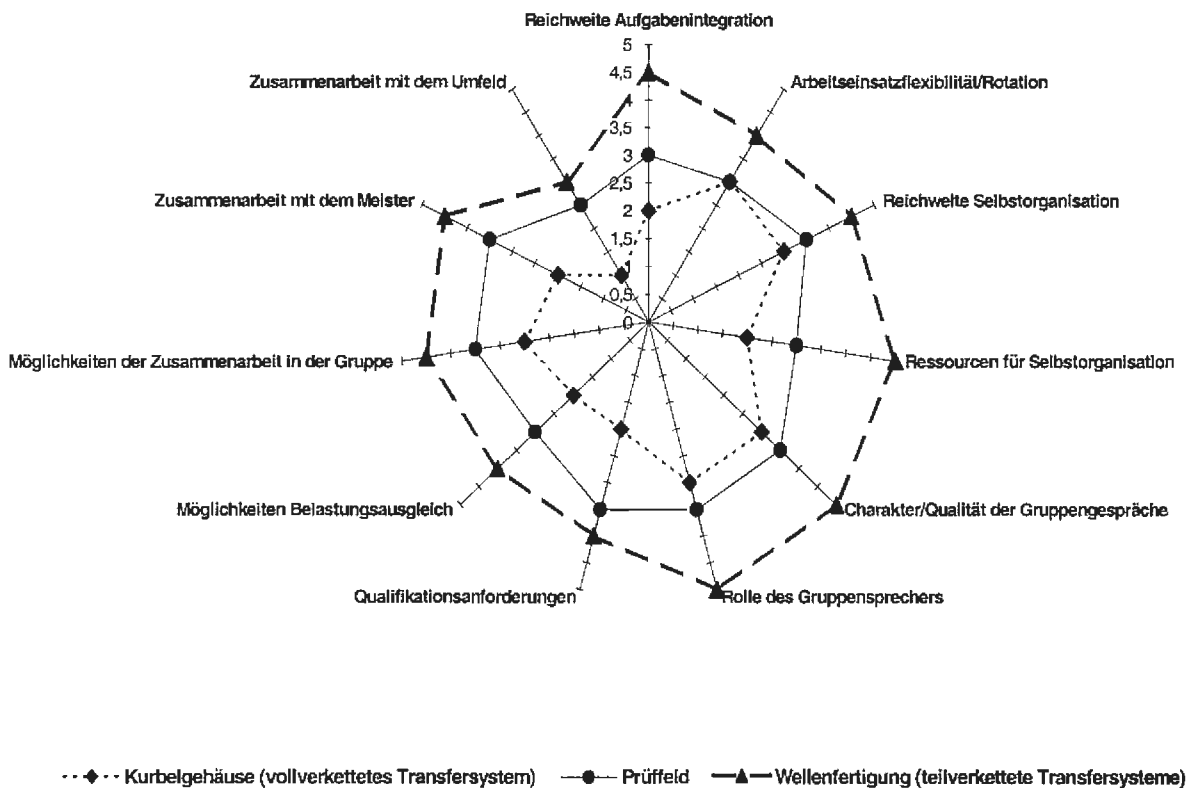 Reichweite Aufgabenintegration
Zusammenarbeit mit dem Umfeld
Arbeitseinsatzflexibilität/Rotation
Zusammenarbeit mit dem Meister
Reichweite Selbstorganisation
Möglichkeiten der Zusammenarbeit in der Gruppe
Ressourcen für Selbstorganisation
Möglichkeiten Belastungsausgleich
Charakter/Qualität der Gruppengespräche
Qualifikationsanforderungen
Rolle des Gruppensprechers
5
4,5
4
3,5
3
2,5
2
1,5
1
0,5
0
Kurbelgehäuse (vollverkettetes Transfersystem)
Prüffeld
Wellenfertigung (teilverkettete Transfersysteme)